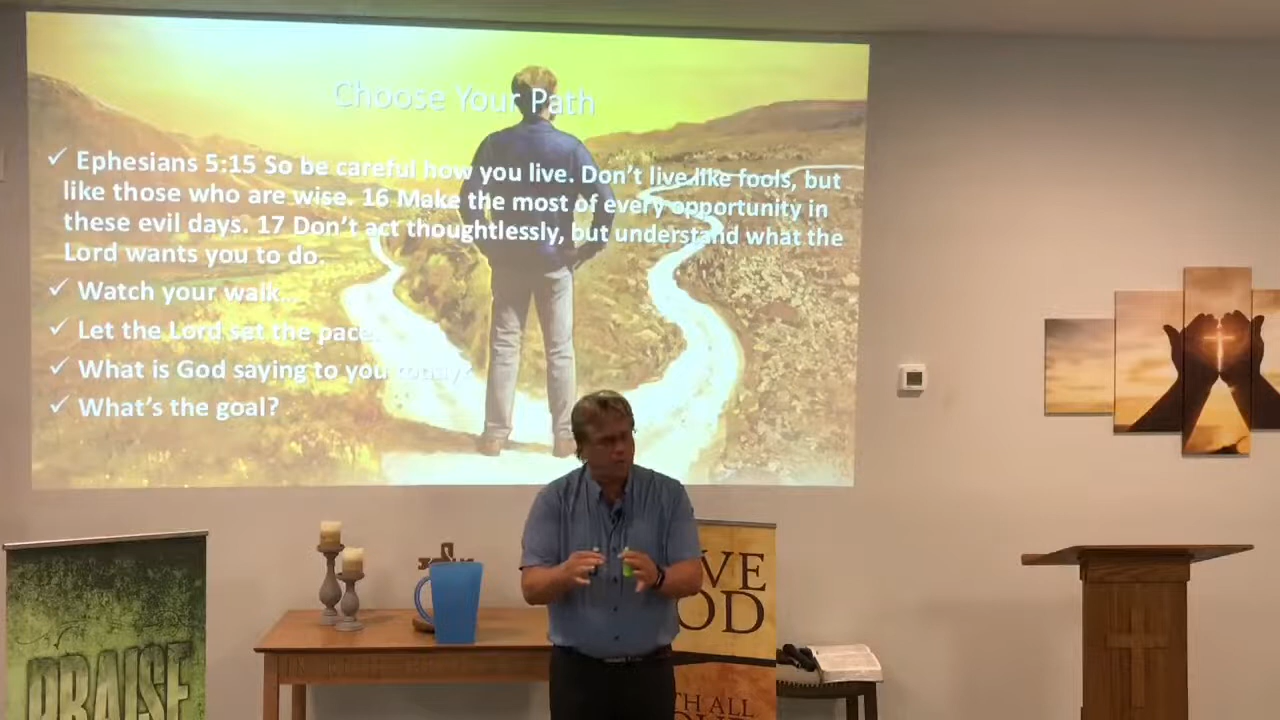 Choose Your Path
✓ Ephesians 5:15 So be careful how you live. Don't live like fools, but
like those who are wise. 16 Make the most of every opportunity in
these evil days. 17 Don't act thoughtlessly, but understand what the
Lord wants you to do.
✓ Watch your walk...
✓ Let the Lord set the pace.
✓ What is God saying to you today?
✓ What's the goal?
PRAISE
VE
OD
TH ALL